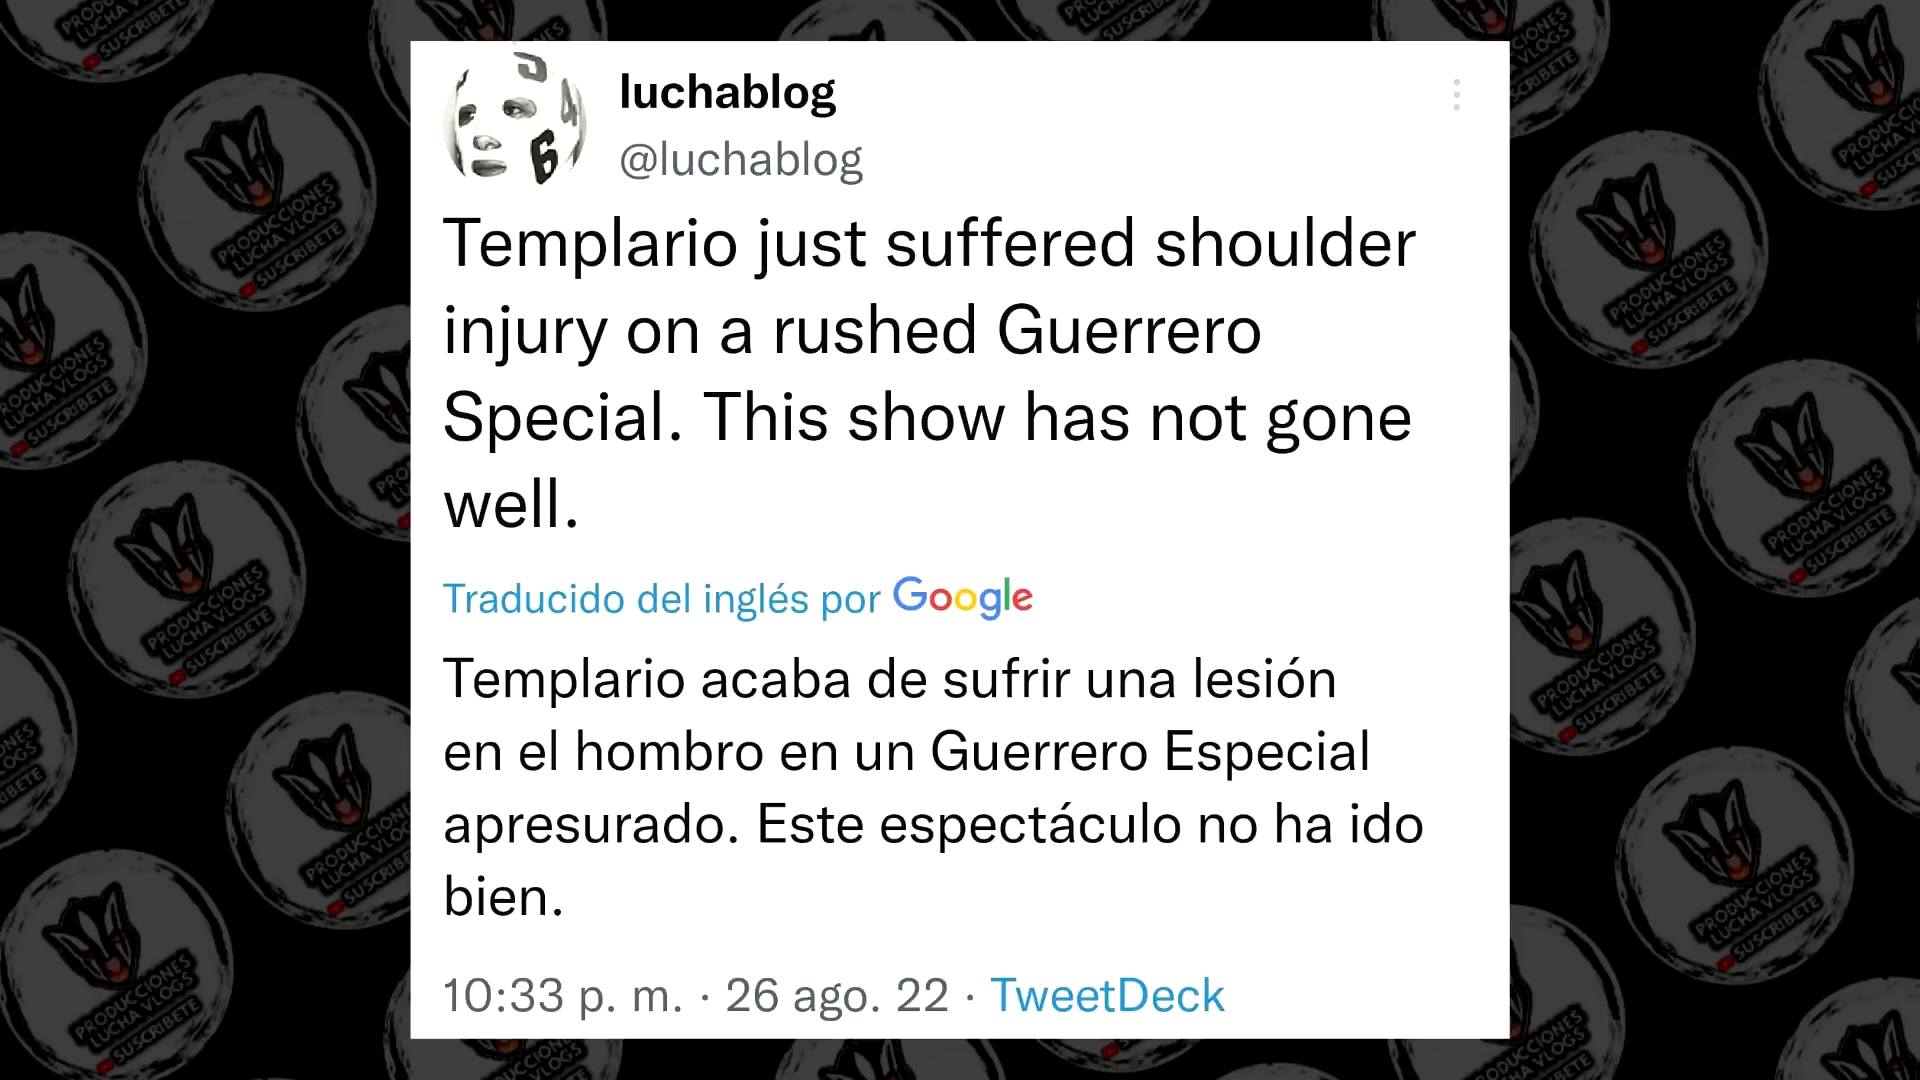 luchablog
@luchablog
Templario just suffered shoulder
injury on a rushed Guerrero
Special. This show has not gone
well.
Traducido del inglés por Google
Templario acaba de sufrir una lesión
en el hombro en un Guerrero Especial
apresurado. Este espectáculo no ha ido
bien.
10:33 p. m. · 26 ago. 22 · TweetDeck
PRODUCCIONES
LUCHA VLOGS
SUSCRIBETE